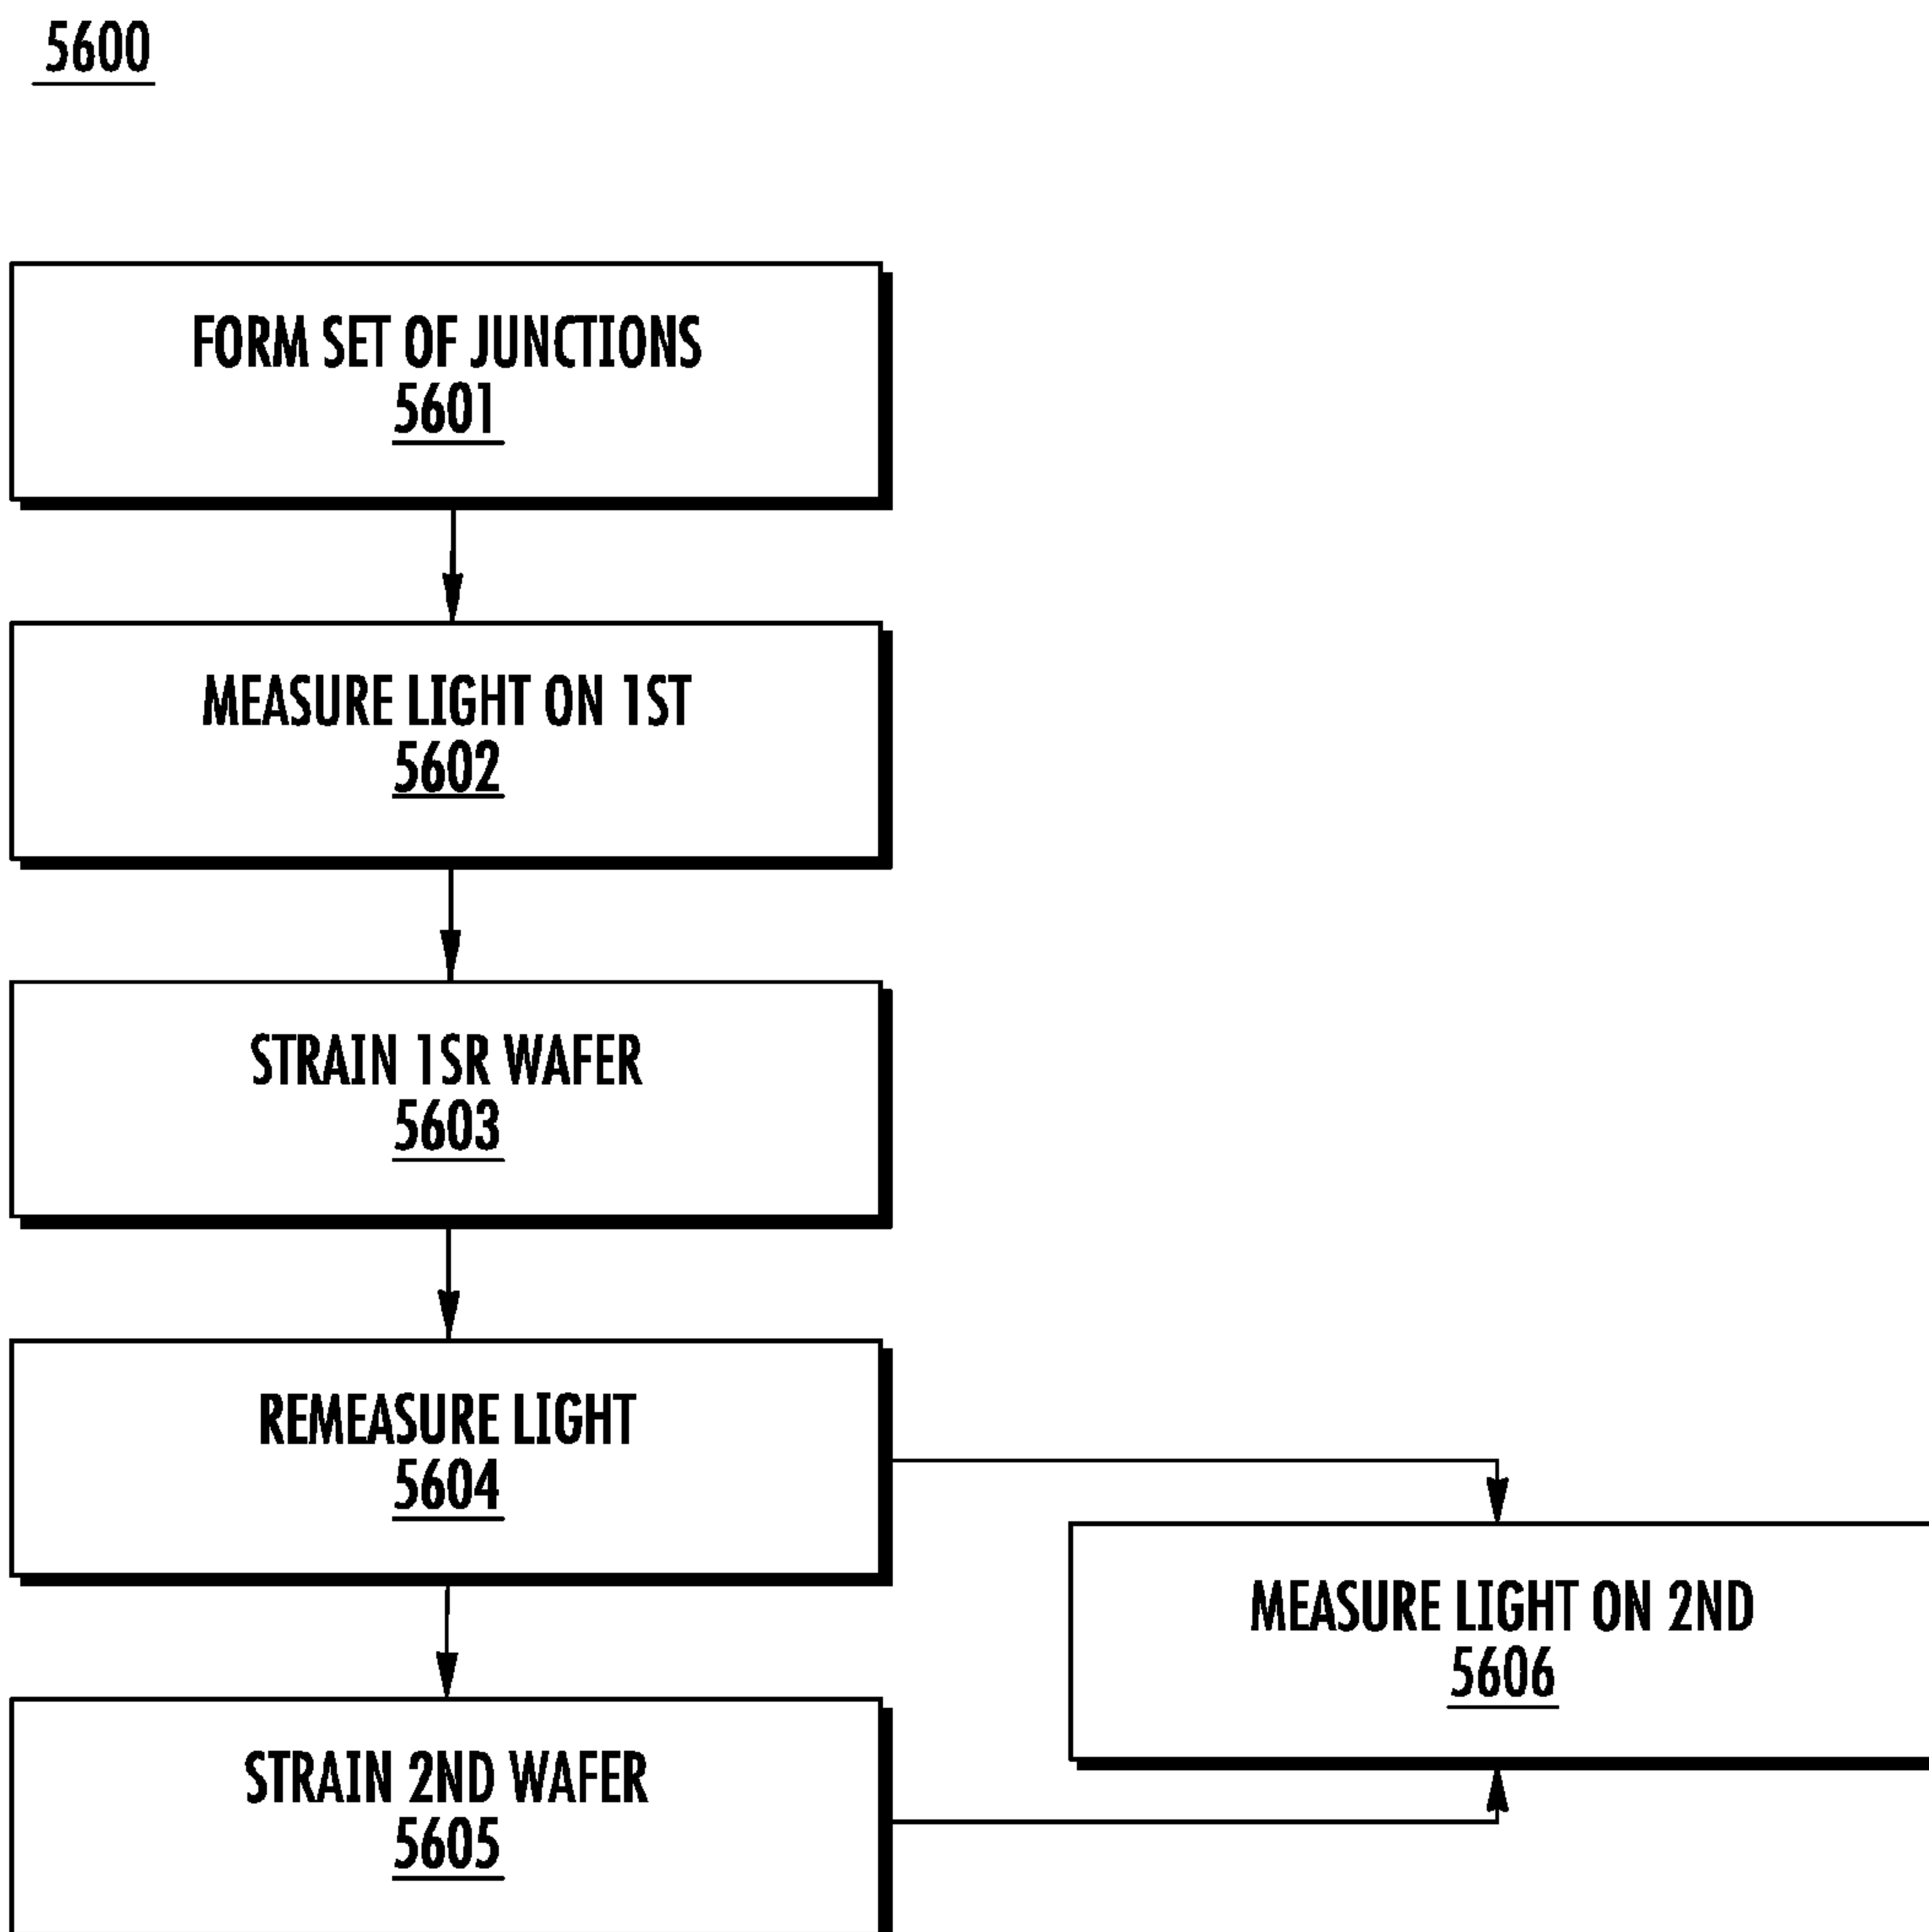 5600
FORM SET OF JUNCTIONS
5601
MEASURE LIGHT ON 1ST
5602
STRAIN 1SR WAFER
5603
REMEASURE LIGHT
5604
MEASURE LIGHT ON 2ND
5606
STRAIN 2ND WAFER
5605